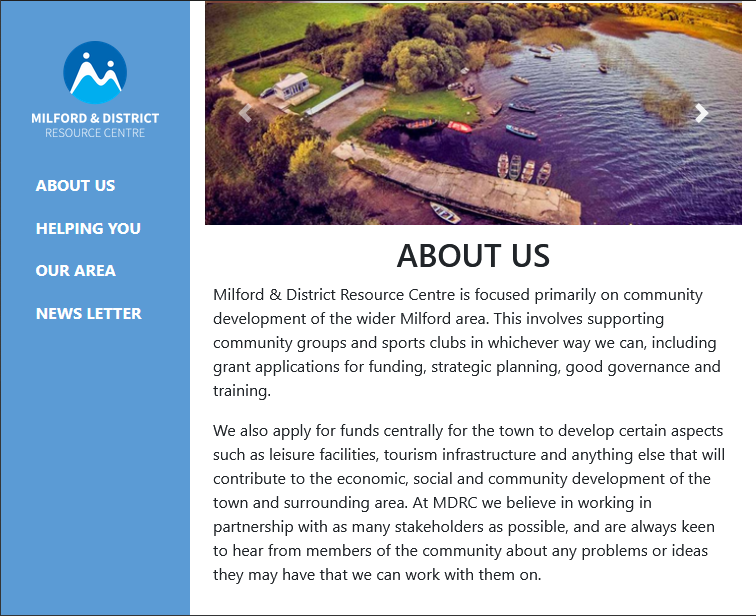 MILFORD & DISTRICT
RESOURCE CENTRE
ABOUT US
HELPING YOU
OUR AREA
NEWS LETTER
ABOUT US
Milford & District Resource Centre is focused primarily on community
development of the wider Milford area. This involves supporting
community groups and sports clubs in whichever way we can, including
grant applications for funding, strategic planning, good governance and
training.
We also apply for funds centrally for the town to develop certain aspects
such as leisure facilities, tourism infrastructure and anything else that will
contribute to the economic, social and community development of the
town and surrounding area. At MDRC we believe in working in
partnership with as many stakeholders as possible, and are always keen
to hear from members of the community about any problems or ideas
they may have that we can work with them on.